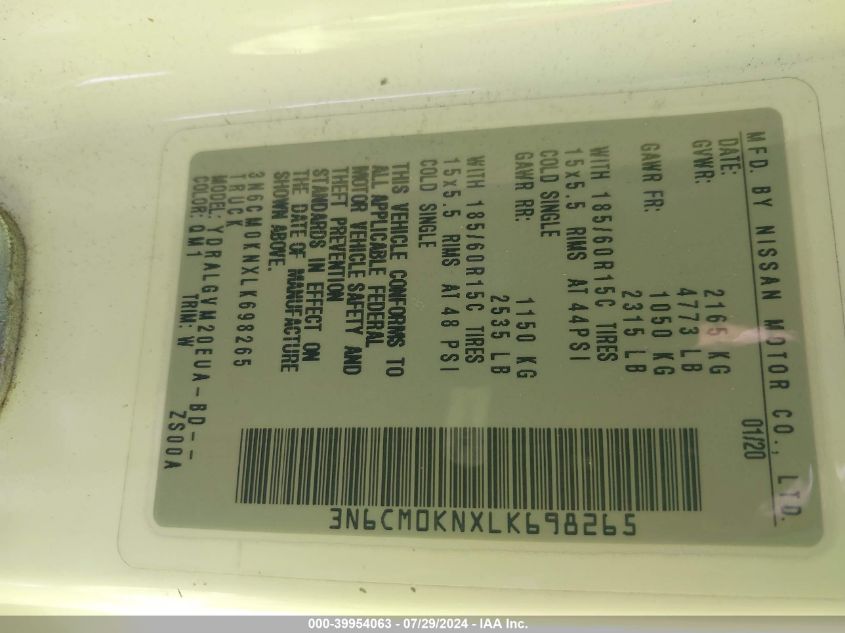 MFD. BY NISSAN MOTOR CO., LTD.
DATE: 01/20
GVWR: 2165 KG
4773 LB
GAWR FR: 1050 KG
2315 LB
WITH 185/60R15C TIRES
15x5.5 RIMS AT 44PSI
COLD SINGLE
GAWR RR: 1150 KG
2535 LB
WITH 185/60R15C TIRES
15x5.5 RIMS AT 48 PSI
COLD SINGLE
THIS VEHICLE CONFORMS TO
ALL APPLICABLE FEDERAL
MOTOR VEHICLE SAFETY AND
THEFT PREVENTION
STANDARDS IN EFFECT ON
THE DATE OF MANUFACTURE
SHOWN ABOVE.
3N6CM0KNXLK698265
TRUCK
MODEL: YDRALGVM20EUA-BD--
COLOR: QM1 TRIM: W ZS00A
3N6CM0KNXLK698265
000-39954063 - 07/29/2024 - IAA Inc.